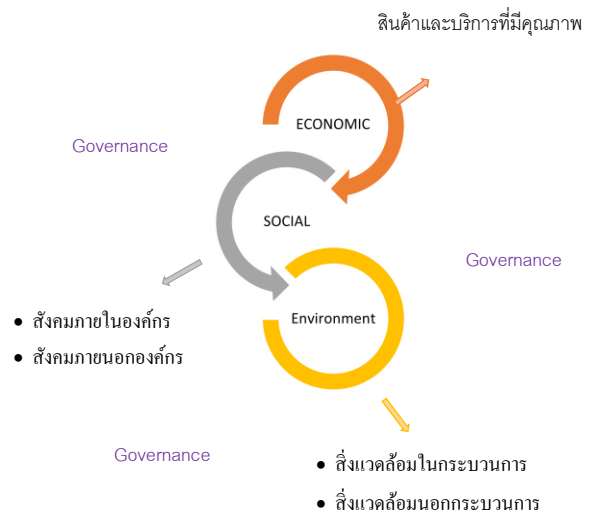 สินค้าและบริการที่มีคุณภาพ
ECONOMIC
Governance
SOCIAL
Governance
• สังคมภายในองค์กร
• สังคมภายนอกองค์กร
Environment
Governance
• สิ่งแวดล้อมในกระบวนการ
• สิ่งแวดล้อมนอกกระบวนการ